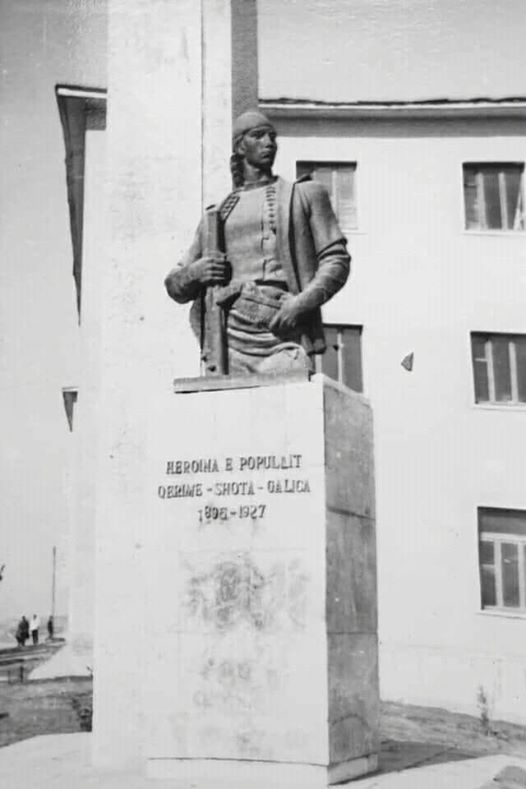 HEROINA E POPULLIT
QERIME-SHOTA-GALICA
1895-1927